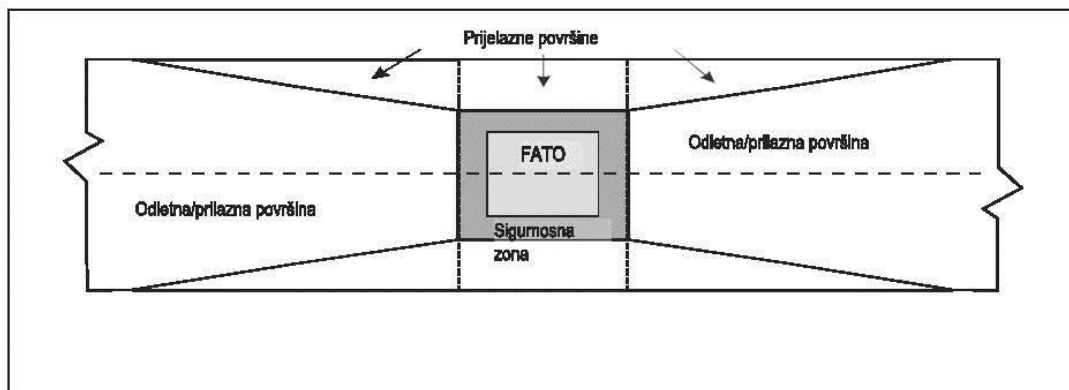 Prijelazne površine
Odletna/prilazna površina
FATO
Odletna/prilazna površina
Sigurnosna
zona